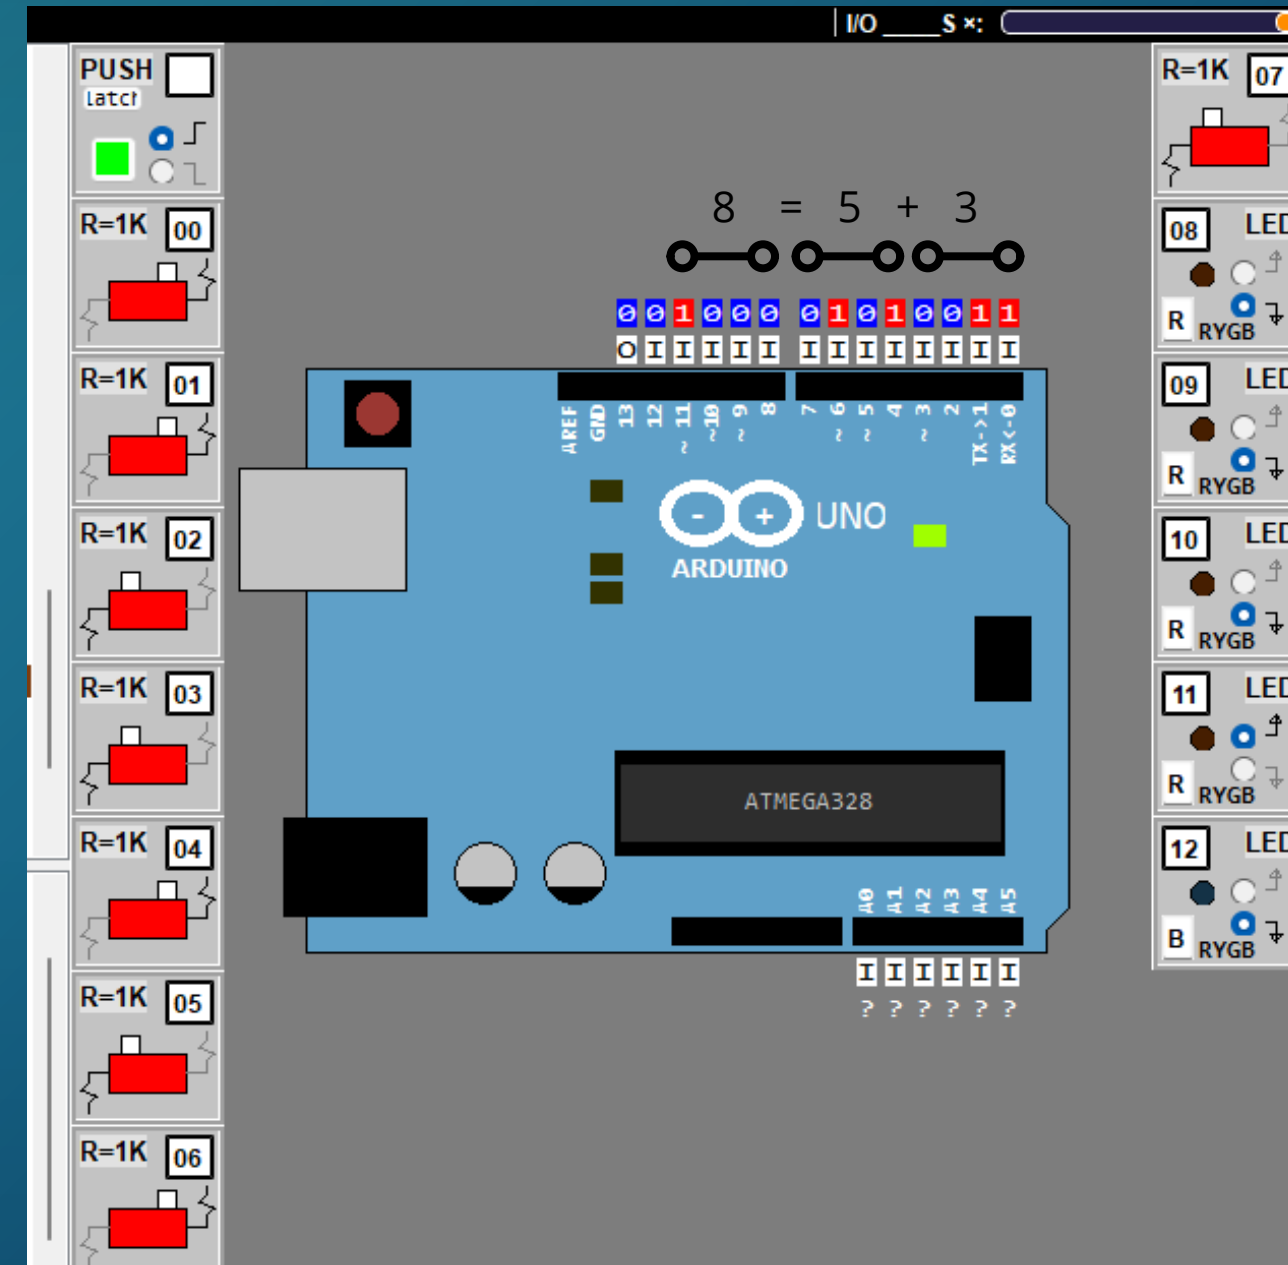 I/O ____S ×:
PUSH
Latch
R=1K 00
R=1K 01
R=1K 02
R=1K 03
R=1K 04
R=1K 05
R=1K 06
8 = 5 + 3
0 0 1 0 0 0 0 1 0 1 0 0 1 1
O I I I I I I I I I I I I I
AREF GND 13 12 ~11 ~10 ~9 8 7 ~6 ~5 4 ~3 2 TX->1 RX<-0
- + UNO
ARDUINO
ATMEGA328
A0 A1 A2 A3 A4 A5
I I I I I I
? ? ? ? ? ?
R=1K 07
08 LED
R RYGB
09 LED
R RYGB
10 LED
R RYGB
11 LED
R RYGB
12 LED
B RYGB